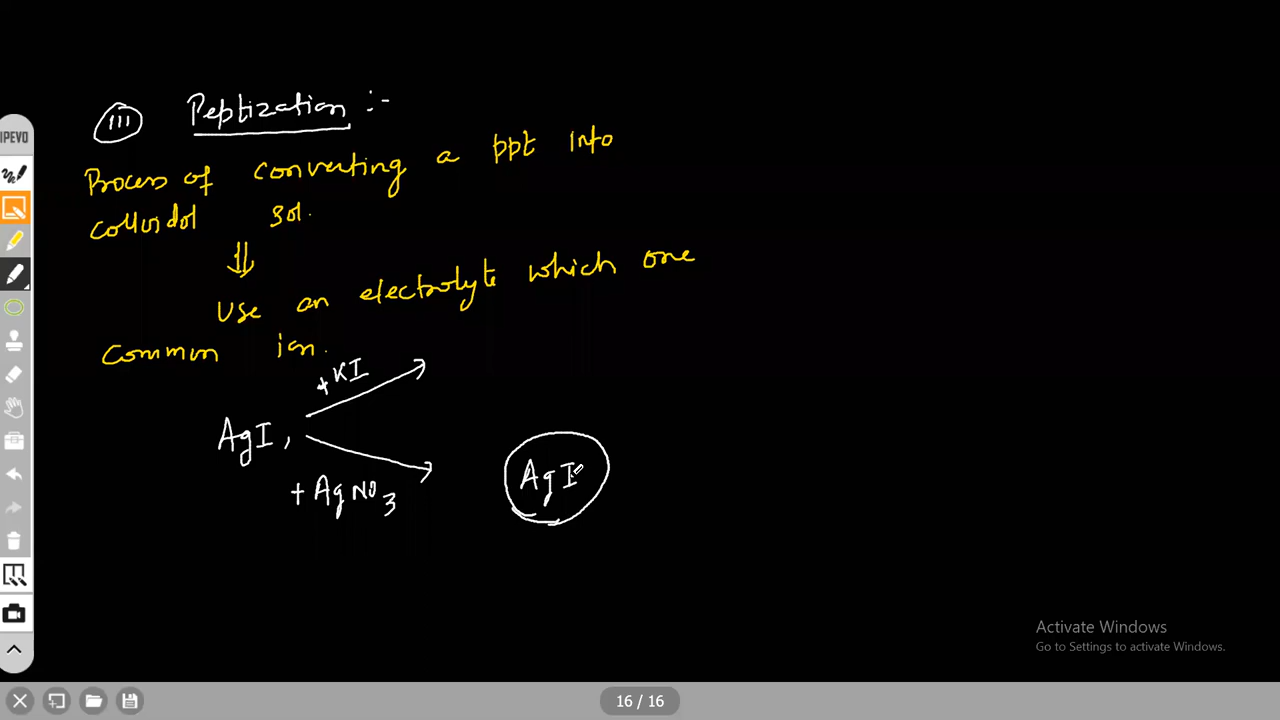 IPEVO
(iii) Peptization :-
Process of converting a ppt into
colloidal sol.
⇓
Use an electrolyte which one
common ion.
+ KI
AgI,
+ AgNO3
AgI
Activate Windows
Go to Settings to activate Windows.
16 / 16